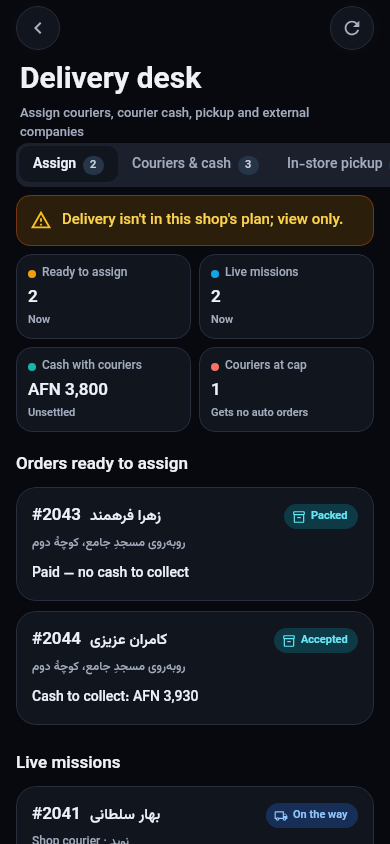 Delivery desk
Assign couriers, courier cash, pickup and external
companies
Assign 2 Couriers & cash 3 In-store pickup
Delivery isn't in this shop's plan; view only.
Ready to assign
2
Now
Live missions
2
Now
Cash with couriers
AFN 3,800
Unsettled
Couriers at cap
1
Gets no auto orders
Orders ready to assign
#2043 زهرا فرهمند Packed
روبه‌روی مسجدِ جامع، کوچهٔ دوم
Paid — no cash to collect
#2044 کامران عزیزی Accepted
روبه‌روی مسجدِ جامع، کوچهٔ دوم
Cash to collect: AFN 3,930
Live missions
#2041 بهار سلطانی On the way
Shop courier · نوید